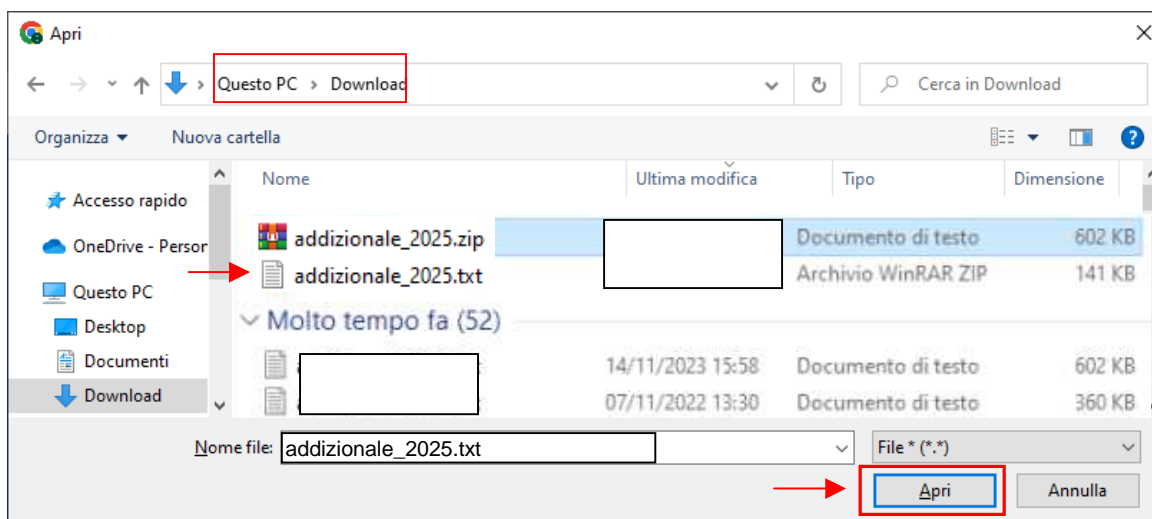 Apri
Questo PC > Download
Cerca in Download
Organizza
Nuova cartella
Nome
Ultima modifica
Tipo
Dimensione
Accesso rapido
OneDrive - Person
Questo PC
Desktop
Documenti
Download
addizionale_2025.zip
Documento di testo
602 KB
addizionale_2025.txt
Archivio WinRAR ZIP
141 KB
Molto tempo fa (52)
14/11/2023 15:58
Documento di testo
602 KB
07/11/2022 13:30
Documento di testo
360 KB
Nome file:
addizionale_2025.txt
File * (*.*)
Apri
Annulla